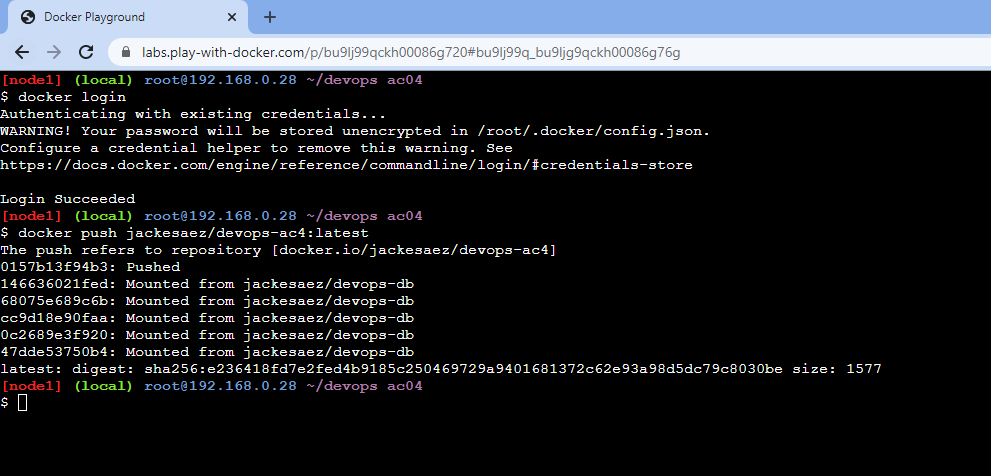 Docker Playground
labs.play-with-docker.com/p/bu9lj99qckh00086g720#bu9lj99q_bu9ljg9qckh00086g76g
[node1] (local) root@192.168.0.28 ~/devops ac04
$ docker login
Authenticating with existing credentials...
WARNING! Your password will be stored unencrypted in /root/.docker/config.json.
Configure a credential helper to remove this warning. See
https://docs.docker.com/engine/reference/commandline/login/#credentials-store
Login Succeeded
[node1] (local) root@192.168.0.28 ~/devops ac04
$ docker push jackesaez/devops-ac4:latest
The push refers to repository [docker.io/jackesaez/devops-ac4]
0157b13f94b3: Pushed
146636021fed: Mounted from jackesaez/devops-db
68075e689c6b: Mounted from jackesaez/devops-db
cc9d18e90faa: Mounted from jackesaez/devops-db
0c2689e3f920: Mounted from jackesaez/devops-db
47dde53750b4: Mounted from jackesaez/devops-db
latest: digest: sha256:e236418fd7e2fed4b9185c250469729a9401681372c62e93a98d5dc79c8030be size: 1577
[node1] (local) root@192.168.0.28 ~/devops ac04
$